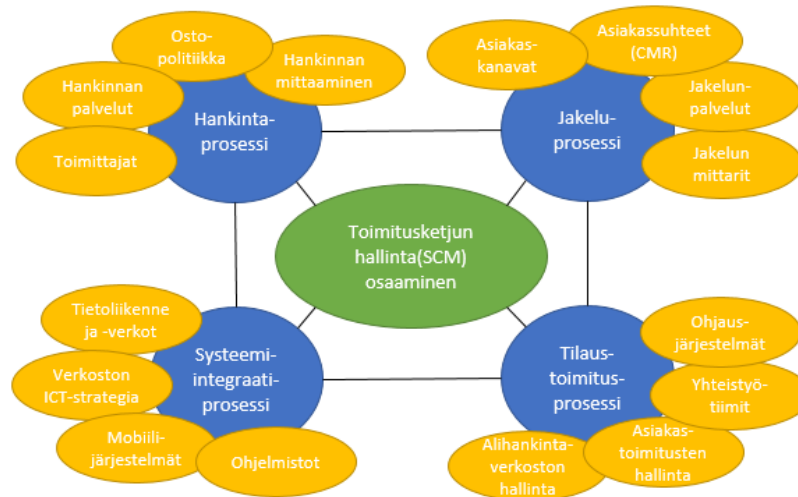 Osto-
politiikka
Hankinnan
mittaaminen
Hankinnan
palvelut
Toimittajat
Hankinta-
prosessi
Asiakas-
kanavat
Asiakassuhteet
(CMR)
Jakelun-
palvelut
Jakelun
mittarit
Jakelu-
prosessi
Toimitusketjun
hallinta(SCM)
osaaminen
Tietoliikenne
ja -verkot
Verkoston
ICT-strategia
Mobiili-
järjestelmät
Ohjelmistot
Systeemi-
integraati-
prosessi
Tilaus-
toimitus-
prosessi
Ohjaus-
järjestelmät
Yhteistyö-
tiimit
Asiakas-
toimitusten
hallinta
Alihankinta-
verkoston
hallinta